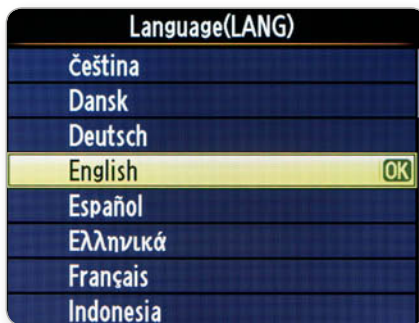 Language(LANG)
Čeština
Dansk
Deutsch
English OK
Español
Ελληνικά
Français
Indonesia